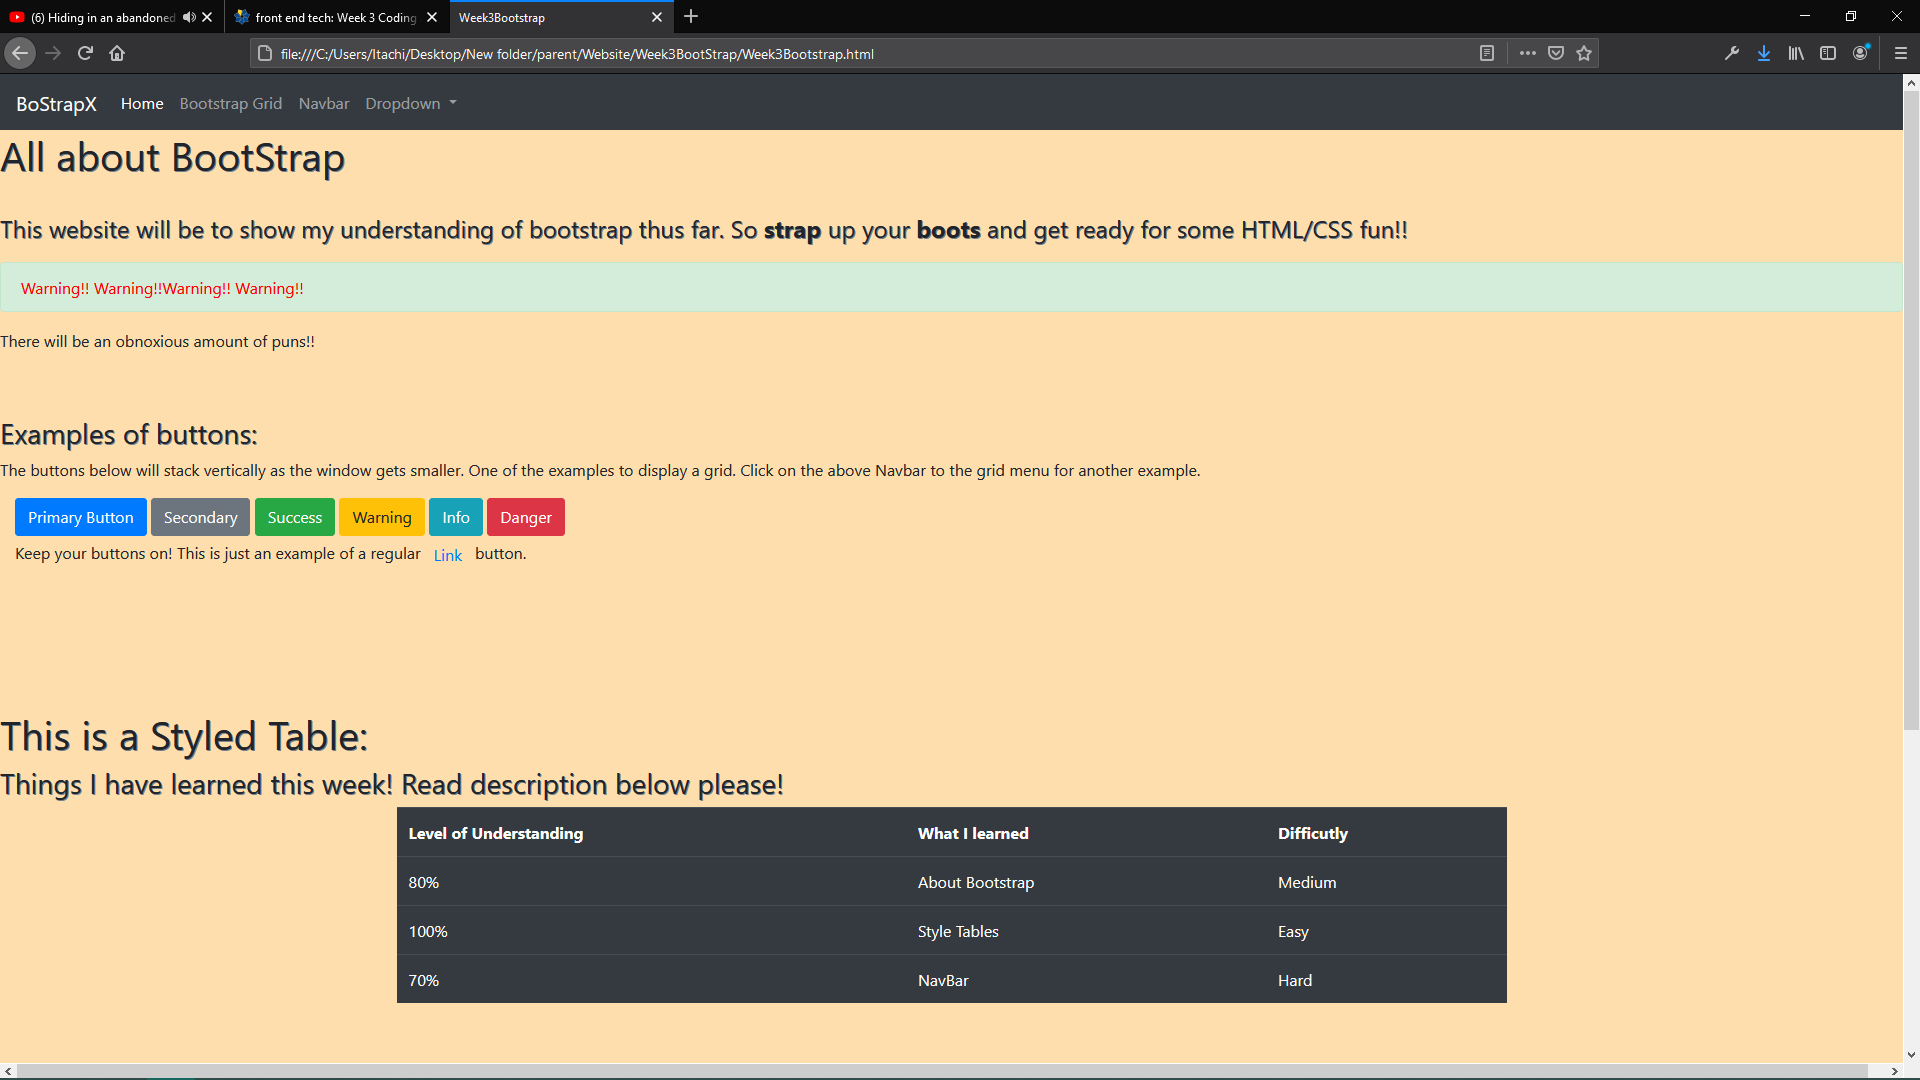 (6) Hiding in an abandoned
front end tech: Week 3 Coding
Week3Bootstrap
file:///C:/Users/Itachi/Desktop/New folder/parent/Website/Week3BootStrap/Week3Bootstrap.html
BoStrapX Home Bootstrap Grid Navbar Dropdown
All about BootStrap
This website will be to show my understanding of bootstrap thus far. So strap up your boots and get ready for some HTML/CSS fun!!
Warning!! Warning!!Warning!! Warning!!
There will be an obnoxious amount of puns!!
Examples of buttons:
The buttons below will stack vertically as the window gets smaller. One of the examples to display a grid. Click on the above Navbar to the grid menu for another example.
Primary Button Secondary Success Warning Info Danger
Keep your buttons on! This is just an example of a regular Link button.
This is a Styled Table:
Things I have learned this week! Read description below please!
Level of Understanding What I learned Difficutly
80% About Bootstrap Medium
100% Style Tables Easy
70% NavBar Hard